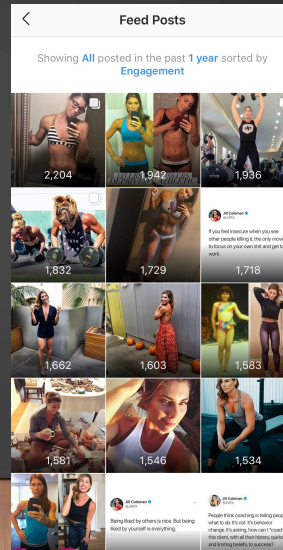 Feed Posts
Showing All posted in the past 1 year sorted by
Engagement
2,204
1,942
1,936
1,832
1,729
Jill Coleman
If you feel insecure when you see
other people killing it, the only move
to focus on your own shit and get to
work.
1,718
1,662
1,603
1,583
1,581
1,546
1,534
Jill Coleman
Being liked by others is nice. But being
liked by yourself is everything.
Jill Coleman
People think coaching is telling peop
what to do. It's not. It's behavior
change. It's asking, how can I "coach
this client, with all their history, quirks
and limiting beliefs, to success?